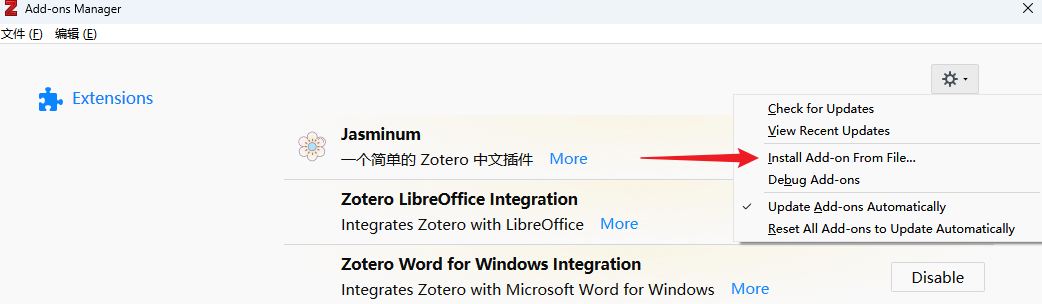 Z Add-ons Manager
文件 (F) 编辑 (E)
Extensions
Check for Updates
View Recent Updates
Install Add-on From File...
Debug Add-ons
Update Add-ons Automatically
Reset All Add-ons to Update Automatically
Jasminum
一个简单的 Zotero 中文插件 More
Zotero LibreOffice Integration
Integrates Zotero with LibreOffice More
Zotero Word for Windows Integration
Integrates Zotero with Microsoft Word for Windows More
Disable